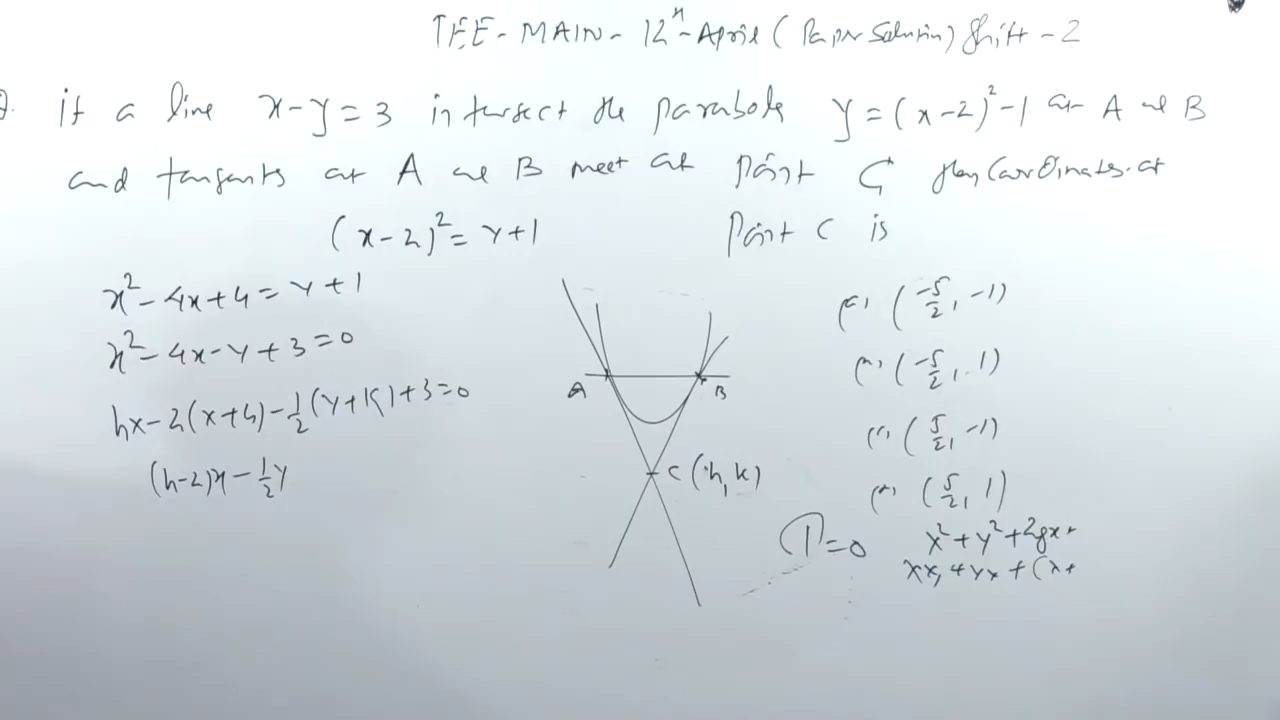 JEE - MAIN - 12th April (Paper Solution) Shift - 2
Q. if a line x-y=3 intersect the parabola y=(x-2)²-1 at A and B
and tangents at A and B meet at point C, then Coordinates at
Point C is
(x-2)² = y+1
x²-4x+4 = y+1
x²-4x-y+3=0
hx-2(x+h)-½(y+k)+3=0
(h-2)x-½y
A
B
C (h, k)
(-5/2, -1)
(-5/2, 1)
(5/2, -1)
(5/2, 1)
T=0
x²+y²+2gx+